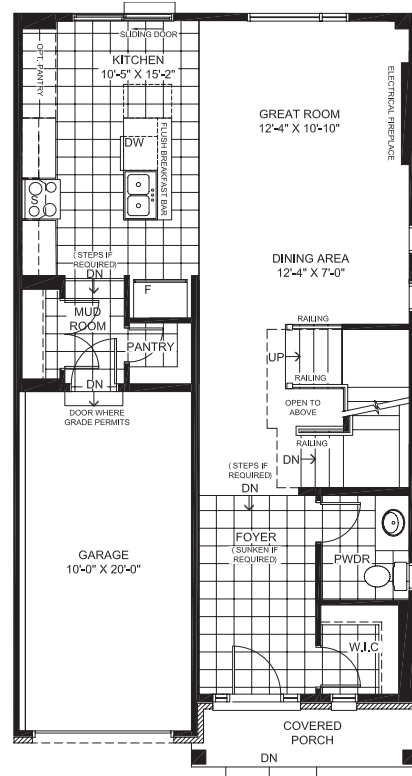 SLIDING DOOR
OPT. PANTRY
KITCHEN
10'-5" X 15'-2"
DW
FLUSH BREAKFAST BAR
S
GREAT ROOM
12'-4" X 10'-10"
ELECTRICAL FIREPLACE
DINING AREA
12'-4" X 7'-0"
( STEPS IF
REQUIRED)
DN
F
MUD
ROOM
PANTRY
DN
DOOR WHERE
GRADE PERMITS
RAILING
UP
RAILING
OPEN TO
ABOVE
RAILING
DN
(STEPS IF
REQUIRED)
DN
FOYER
( SUNKEN IF
REQUIRED)
PWDR
GARAGE
10'-0" X 20'-0"
W.I.C
COVERED
PORCH
DN